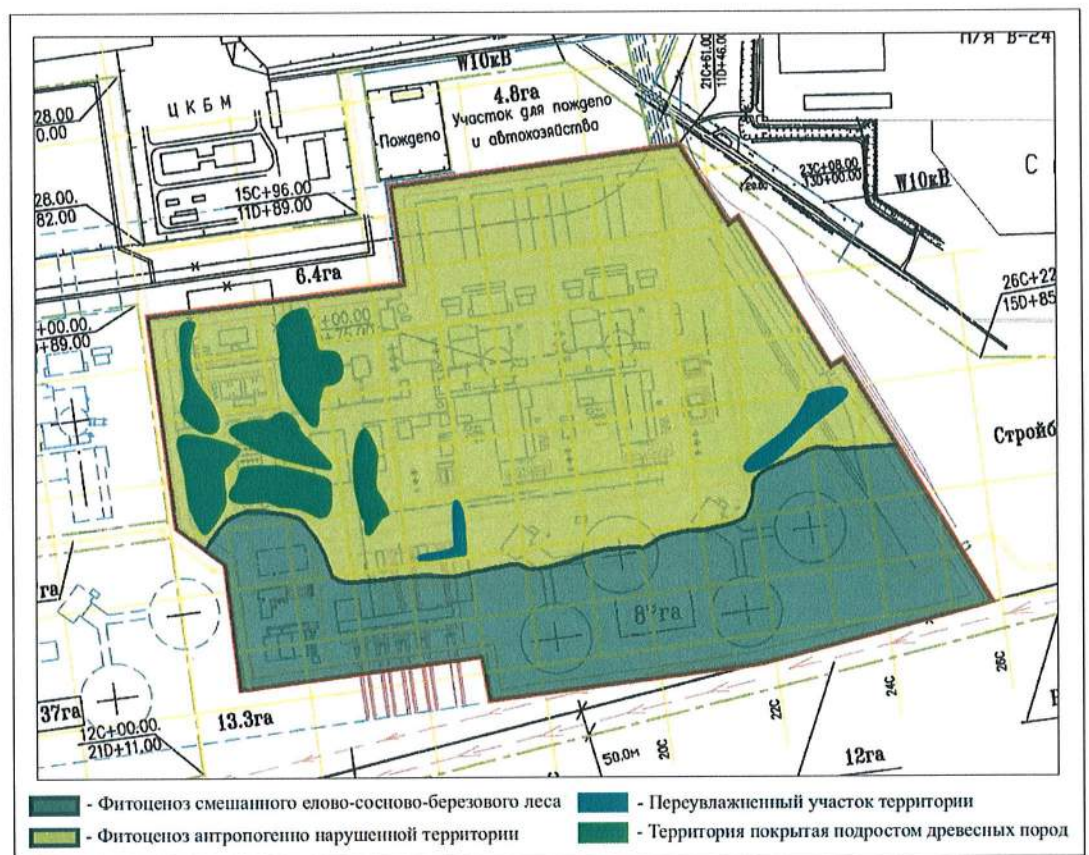 П/Я В-24
W10кВ
21С+61.00
11D+46.00
4.8га
ЦКБМ
Участок для пождепо
и автохозяйства
Пождепо
28.00
0.00
23С+08.00
13D+00.00
W10кВ
С
15С+96.00
11D+89.00
28.00.
82.00
6.4га
26С+22
15D+85
+00.00.
+89.00
+00.00
Стройб
га
37га
13.3га
12С+00.00.
21D+11.00
50.0м
20С
22С
24С
26С
12га
- Фитоценоз смешанного елово-сосново-березового леса
- Переувлажненный участок территории
- Фитоценоз антропогенно нарушенной территории
- Территория покрытая подростом древесных пород